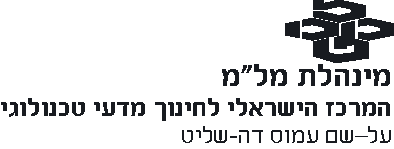 מינהלת מל"מ
המרכז הישראלי לחינוך מדעי טכנולוגי
על-שם עמוס דה-שליט